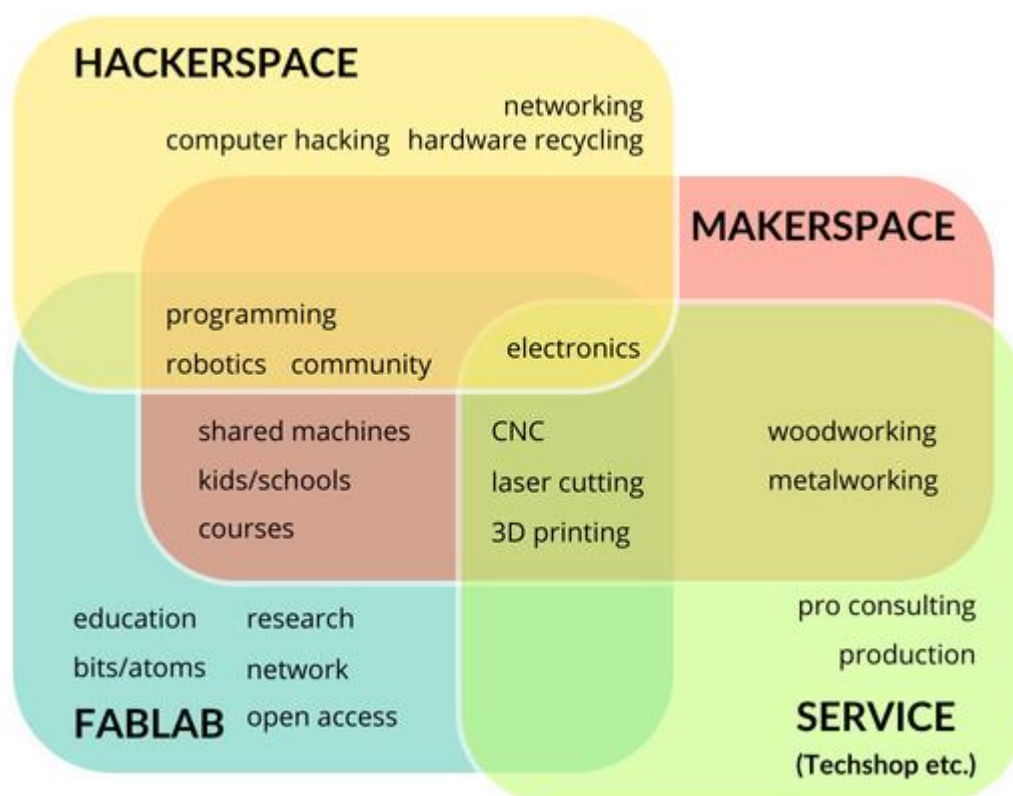 HACKERSPACE
networking
computer hacking hardware recycling
MAKERSPACE
programming
electronics
robotics community
shared machines CNC woodworking
kids/schools laser cutting metalworking
courses 3D printing
education research pro consulting
bits/atoms network production
FABLAB open access SERVICE
(Techshop etc.)